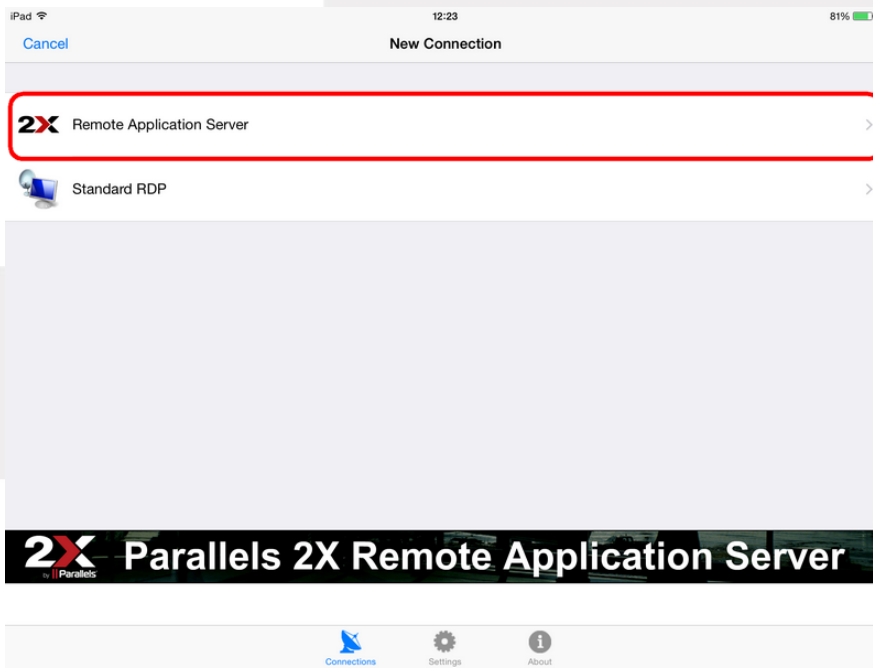 iPad 12:23 81%
Cancel New Connection
2X Remote Application Server
Standard RDP
2X by Parallels Parallels 2X Remote Application Server
Connections Settings About